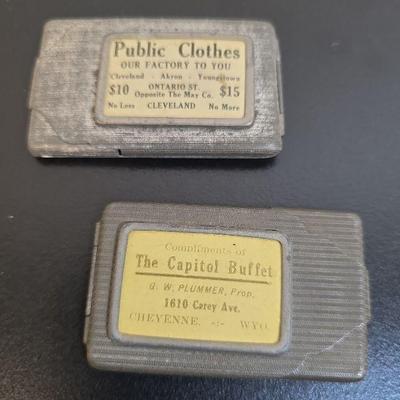 Public Clothes
OUR FACTORY TO YOU
Cleveland - Akron - Youngstown
$10 ONTARIO ST. $15
Opposite The May Co.
No Less CLEVELAND No More
Compliments of
The Capitol Buffet
G. W. PLUMMER, Prop.
1610 Carey Ave.
CHEYENNE, -:- WYO.